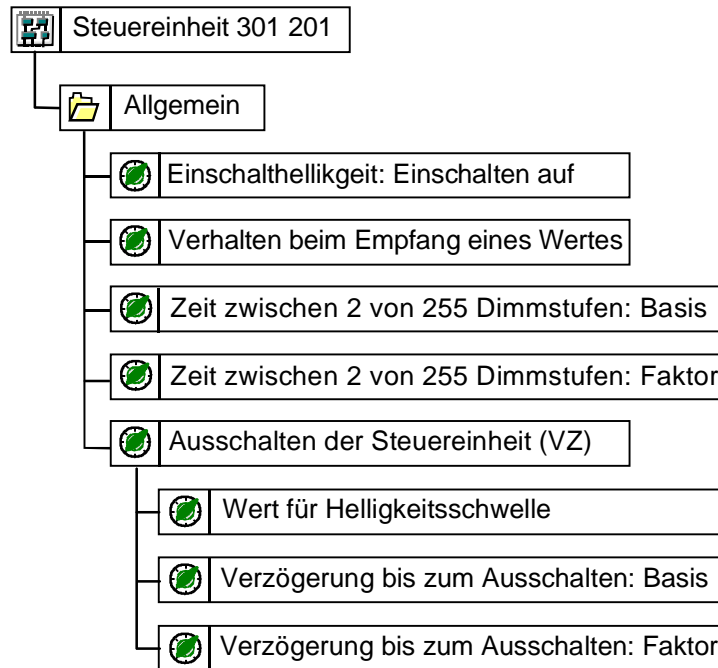 Steuereinheit 301 201
Allgemein
Einschalthellikgeit: Einschalten auf
Verhalten beim Empfang eines Wertes
Zeit zwischen 2 von 255 Dimmstufen: Basis
Zeit zwischen 2 von 255 Dimmstufen: Faktor
Ausschalten der Steuereinheit (VZ)
Wert für Helligkeitsschwelle
Verzögerung bis zum Ausschalten: Basis
Verzögerung bis zum Ausschalten: Faktor